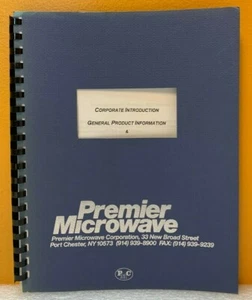 CORPORATE INTRODUCTION
GENERAL PRODUCT INFORMATION
Premier
Microwave
Premier Microwave Corporation, 33 New Broad Street
Port Chester, NY 10573 (914) 939-8900 FAX: (914) 939-9239